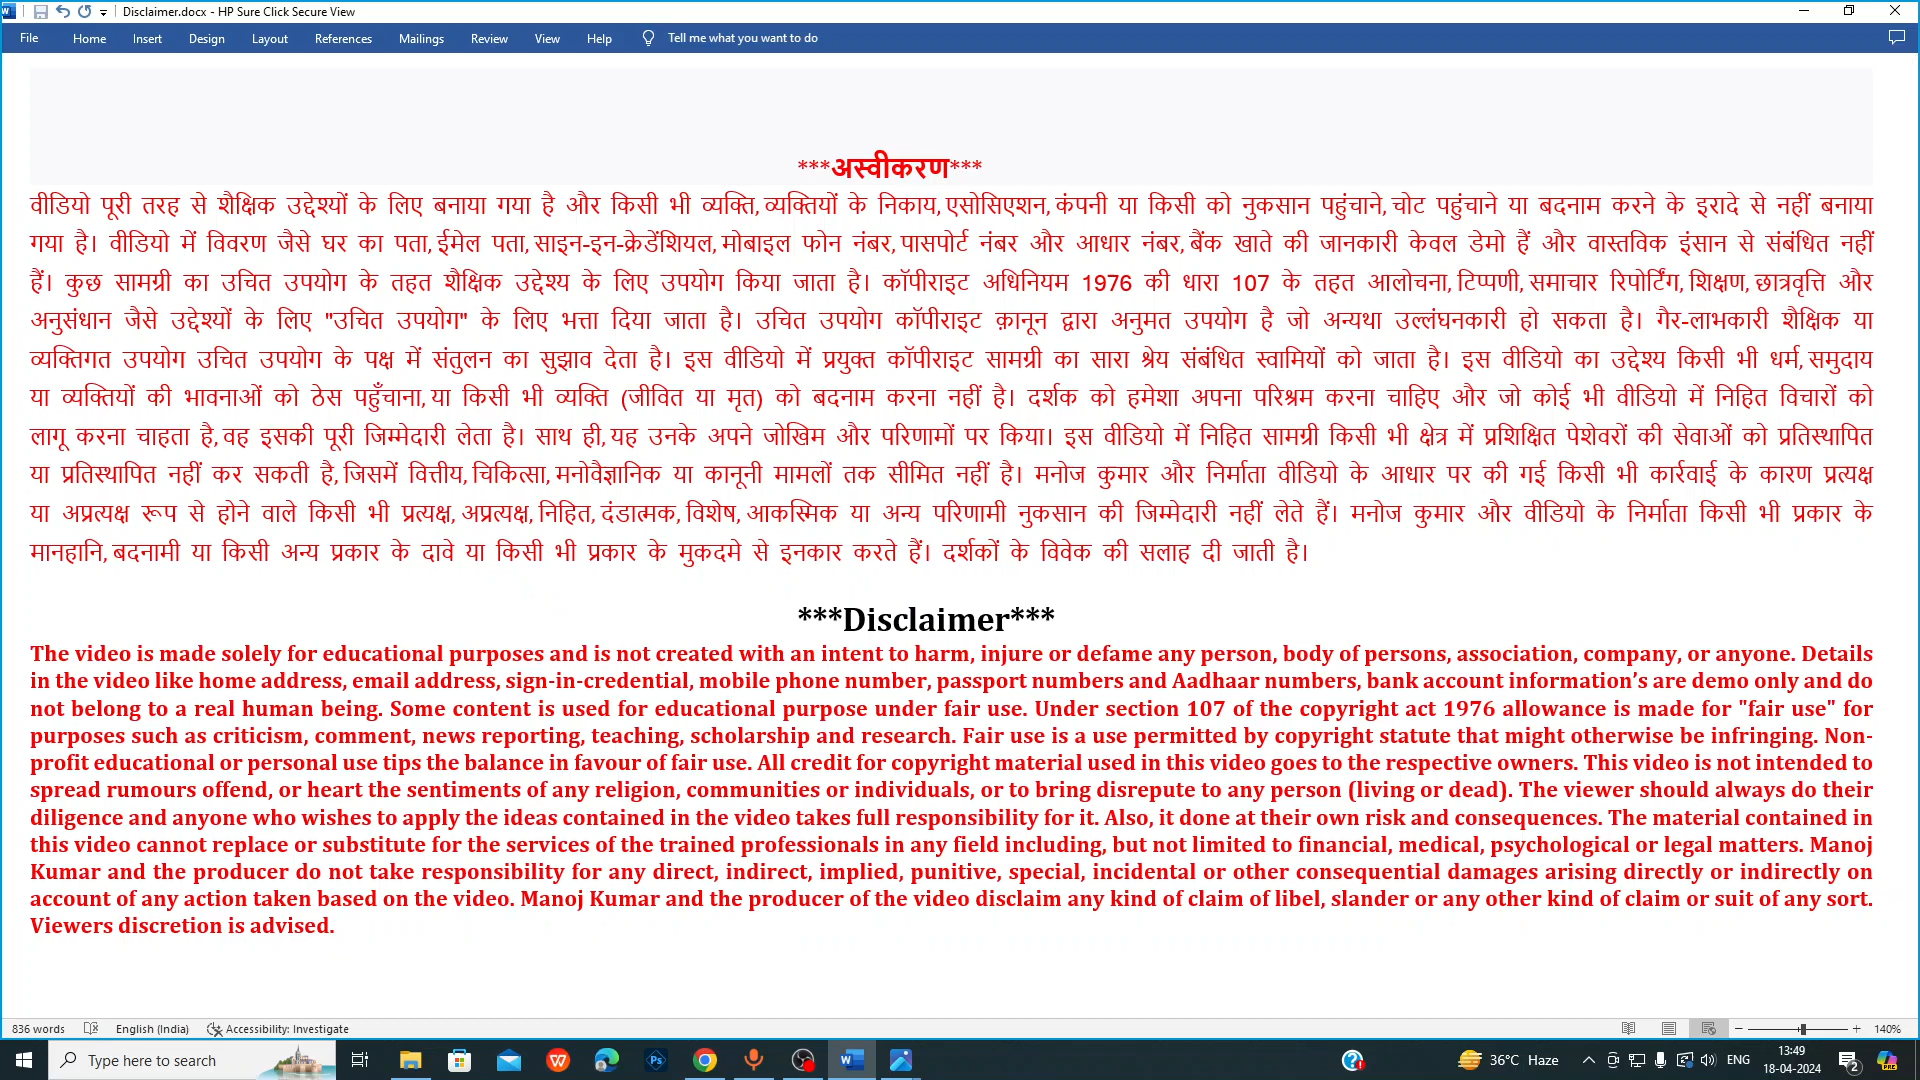 Disclaimer.docx - HP Sure Click Secure View
File Home Insert Design Layout References Mailings Review View Help Tell me what you want to do
***अस्वीकरण***
वीडियो पूरी तरह से शैक्षिक उद्देश्यों के लिए बनाया गया है और किसी भी व्यक्ति, व्यक्तियों के निकाय, एसोसिएशन, कंपनी या किसी को नुकसान पहुंचाने, चोट पहुंचाने या बदनाम करने के इरादे से नहीं बनाया
गया है। वीडियो में विवरण जैसे घर का पता, ईमेल पता, साइन-इन-क्रेडेंशियल, मोबाइल फोन नंबर, पासपोर्ट नंबर और आधार नंबर, बैंक खाते की जानकारी केवल डेमो हैं और वास्तविक इंसान से संबंधित नहीं
हैं। कुछ सामग्री का उचित उपयोग के तहत शैक्षिक उद्देश्य के लिए उपयोग किया जाता है। कॉपीराइट अधिनियम 1976 की धारा 107 के तहत आलोचना, टिप्पणी, समाचार रिपोर्टिंग, शिक्षण, छात्रवृत्ति और
अनुसंधान जैसे उद्देश्यों के लिए "उचित उपयोग" के लिए भत्ता दिया जाता है। उचित उपयोग कॉपीराइट क़ानून द्वारा अनुमत उपयोग है जो अन्यथा उल्लंघनकारी हो सकता है। गैर-लाभकारी शैक्षिक या
व्यक्तिगत उपयोग उचित उपयोग के पक्ष में संतुलन का सुझाव देता है। इस वीडियो में प्रयुक्त कॉपीराइट सामग्री का सारा श्रेय संबंधित स्वामियों को जाता है। इस वीडियो का उद्देश्य किसी भी धर्म, समुदाय
या व्यक्तियों की भावनाओं को ठेस पहुँचाना, या किसी भी व्यक्ति (जीवित या मृत) को बदनाम करना नहीं है। दर्शक को हमेशा अपना परिश्रम करना चाहिए और जो कोई भी वीडियो में निहित विचारों को
लागू करना चाहता है, वह इसकी पूरी जिम्मेदारी लेता है। साथ ही, यह उनके अपने जोखिम और परिणामों पर किया। इस वीडियो में निहित सामग्री किसी भी क्षेत्र में प्रशिक्षित पेशेवरों की सेवाओं को प्रतिस्थापित
या प्रतिस्थापित नहीं कर सकती है, जिसमें वित्तीय, चिकित्सा, मनोवैज्ञानिक या कानूनी मामलों तक सीमित नहीं है। मनोज कुमार और निर्माता वीडियो के आधार पर की गई किसी भी कार्रवाई के कारण प्रत्यक्ष
या अप्रत्यक्ष रूप से होने वाले किसी भी प्रत्यक्ष, अप्रत्यक्ष, निहित, दंडात्मक, विशेष, आकस्मिक या अन्य परिणामी नुकसान की जिम्मेदारी नहीं लेते हैं। मनोज कुमार और वीडियो के निर्माता किसी भी प्रकार के
मानहानि, बदनामी या किसी अन्य प्रकार के दावे या किसी भी प्रकार के मुकदमे से इनकार करते हैं। दर्शकों के विवेक की सलाह दी जाती है।
***Disclaimer***
The video is made solely for educational purposes and is not created with an intent to harm, injure or defame any person, body of persons, association, company, or anyone. Details
in the video like home address, email address, sign-in-credential, mobile phone number, passport numbers and Aadhaar numbers, bank account information’s are demo only and do
not belong to a real human being. Some content is used for educational purpose under fair use. Under section 107 of the copyright act 1976 allowance is made for "fair use" for
purposes such as criticism, comment, news reporting, teaching, scholarship and research. Fair use is a use permitted by copyright statute that might otherwise be infringing. Non-
profit educational or personal use tips the balance in favour of fair use. All credit for copyright material used in this video goes to the respective owners. This video is not intended to
spread rumours offend, or heart the sentiments of any religion, communities or individuals, or to bring disrepute to any person (living or dead). The viewer should always do their
diligence and anyone who wishes to apply the ideas contained in the video takes full responsibility for it. Also, it done at their own risk and consequences. The material contained in
this video cannot replace or substitute for the services of the trained professionals in any field including, but not limited to financial, medical, psychological or legal matters. Manoj
Kumar and the producer do not take responsibility for any direct, indirect, implied, punitive, special, incidental or other consequential damages arising directly or indirectly on
account of any action taken based on the video. Manoj Kumar and the producer of the video disclaim any kind of claim of libel, slander or any other kind of claim or suit of any sort.
Viewers discretion is advised.
836 words English (India) Accessibility: Investigate 140%
Type here to search 36°C Haze ENG 13:49
18-04-2024 2